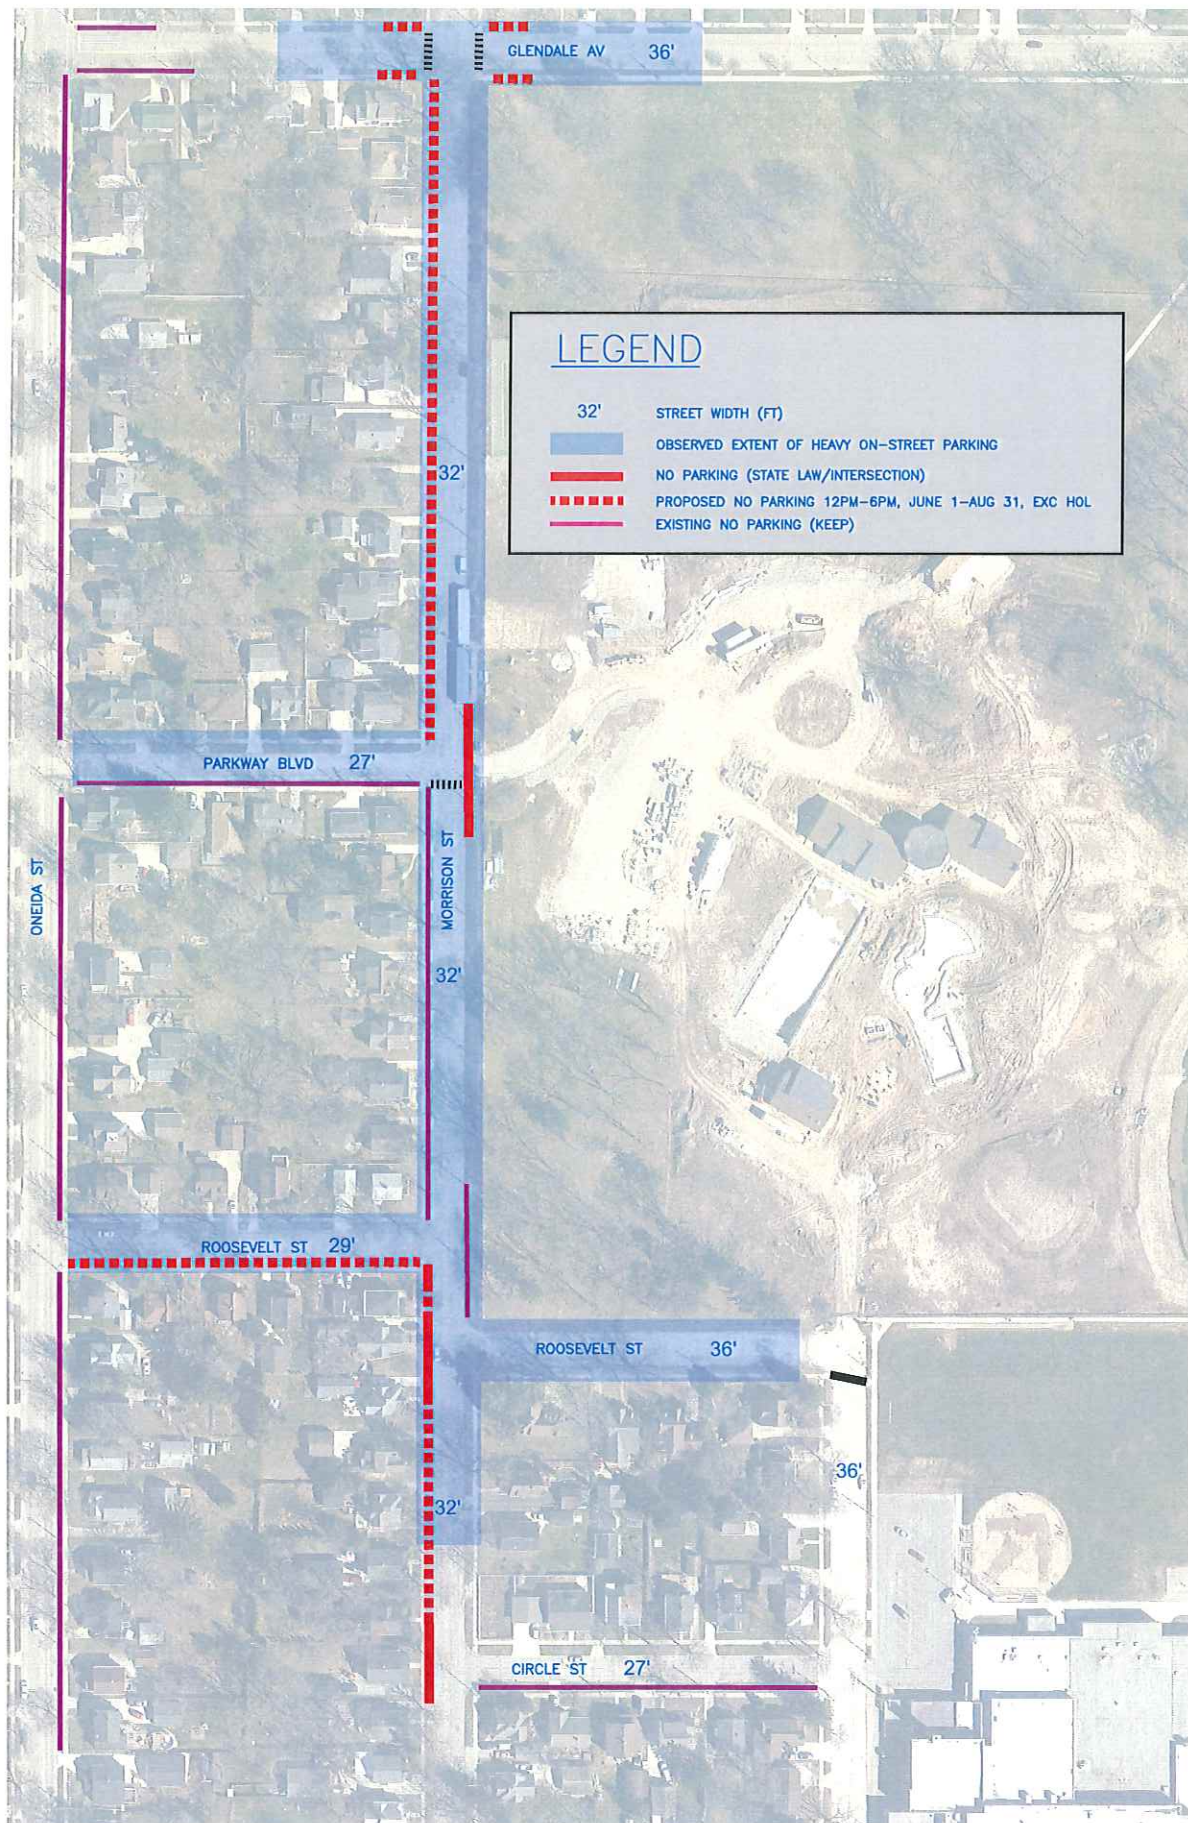 GLENDALE AV 36'
LEGEND
32' STREET WIDTH (FT)
OBSERVED EXTENT OF HEAVY ON-STREET PARKING
NO PARKING (STATE LAW/INTERSECTION)
PROPOSED NO PARKING 12PM-6PM, JUNE 1-AUG 31, EXC HOL
EXISTING NO PARKING (KEEP)
32'
PARKWAY BLVD 27'
ONEIDA ST
MORRISON ST
32'
ROOSEVELT ST 29'
ROOSEVELT ST 36'
36'
32'
CIRCLE ST 27'